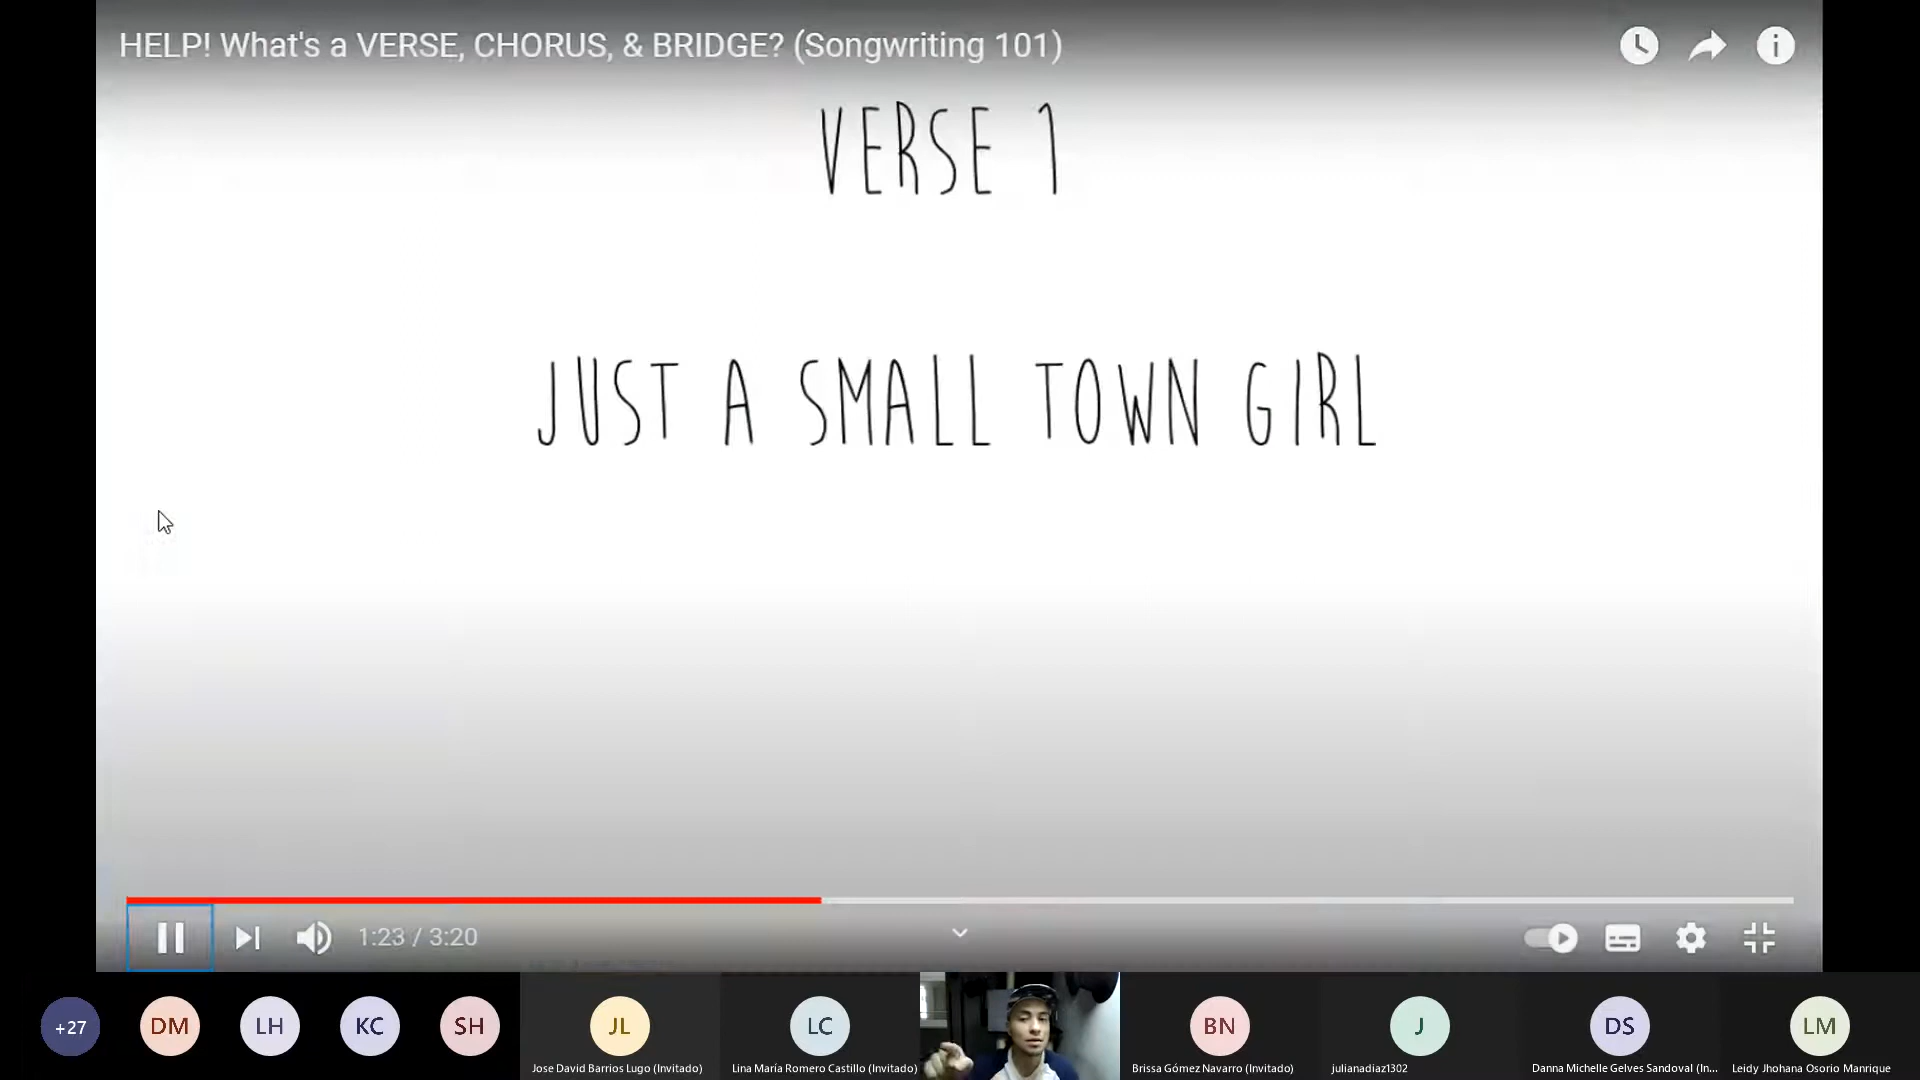 HELP! What's a VERSE, CHORUS, & BRIDGE? (Songwriting 101)
VERSE 1
JUST A SMALL TOWN GIRL
1:23 / 3:20
+27
DM
LH
KC
SH
JL
LC
BN
J
DS
LM
Jose David Barrios Lugo (Invitado)
Lina María Romero Castillo (Invitado)
Brissa Gómez Navarro (Invitado)
julianadiaz1302
Danna Michelle Gelves Sandoval (In...
Leidy Jhohana Osorio Manrique